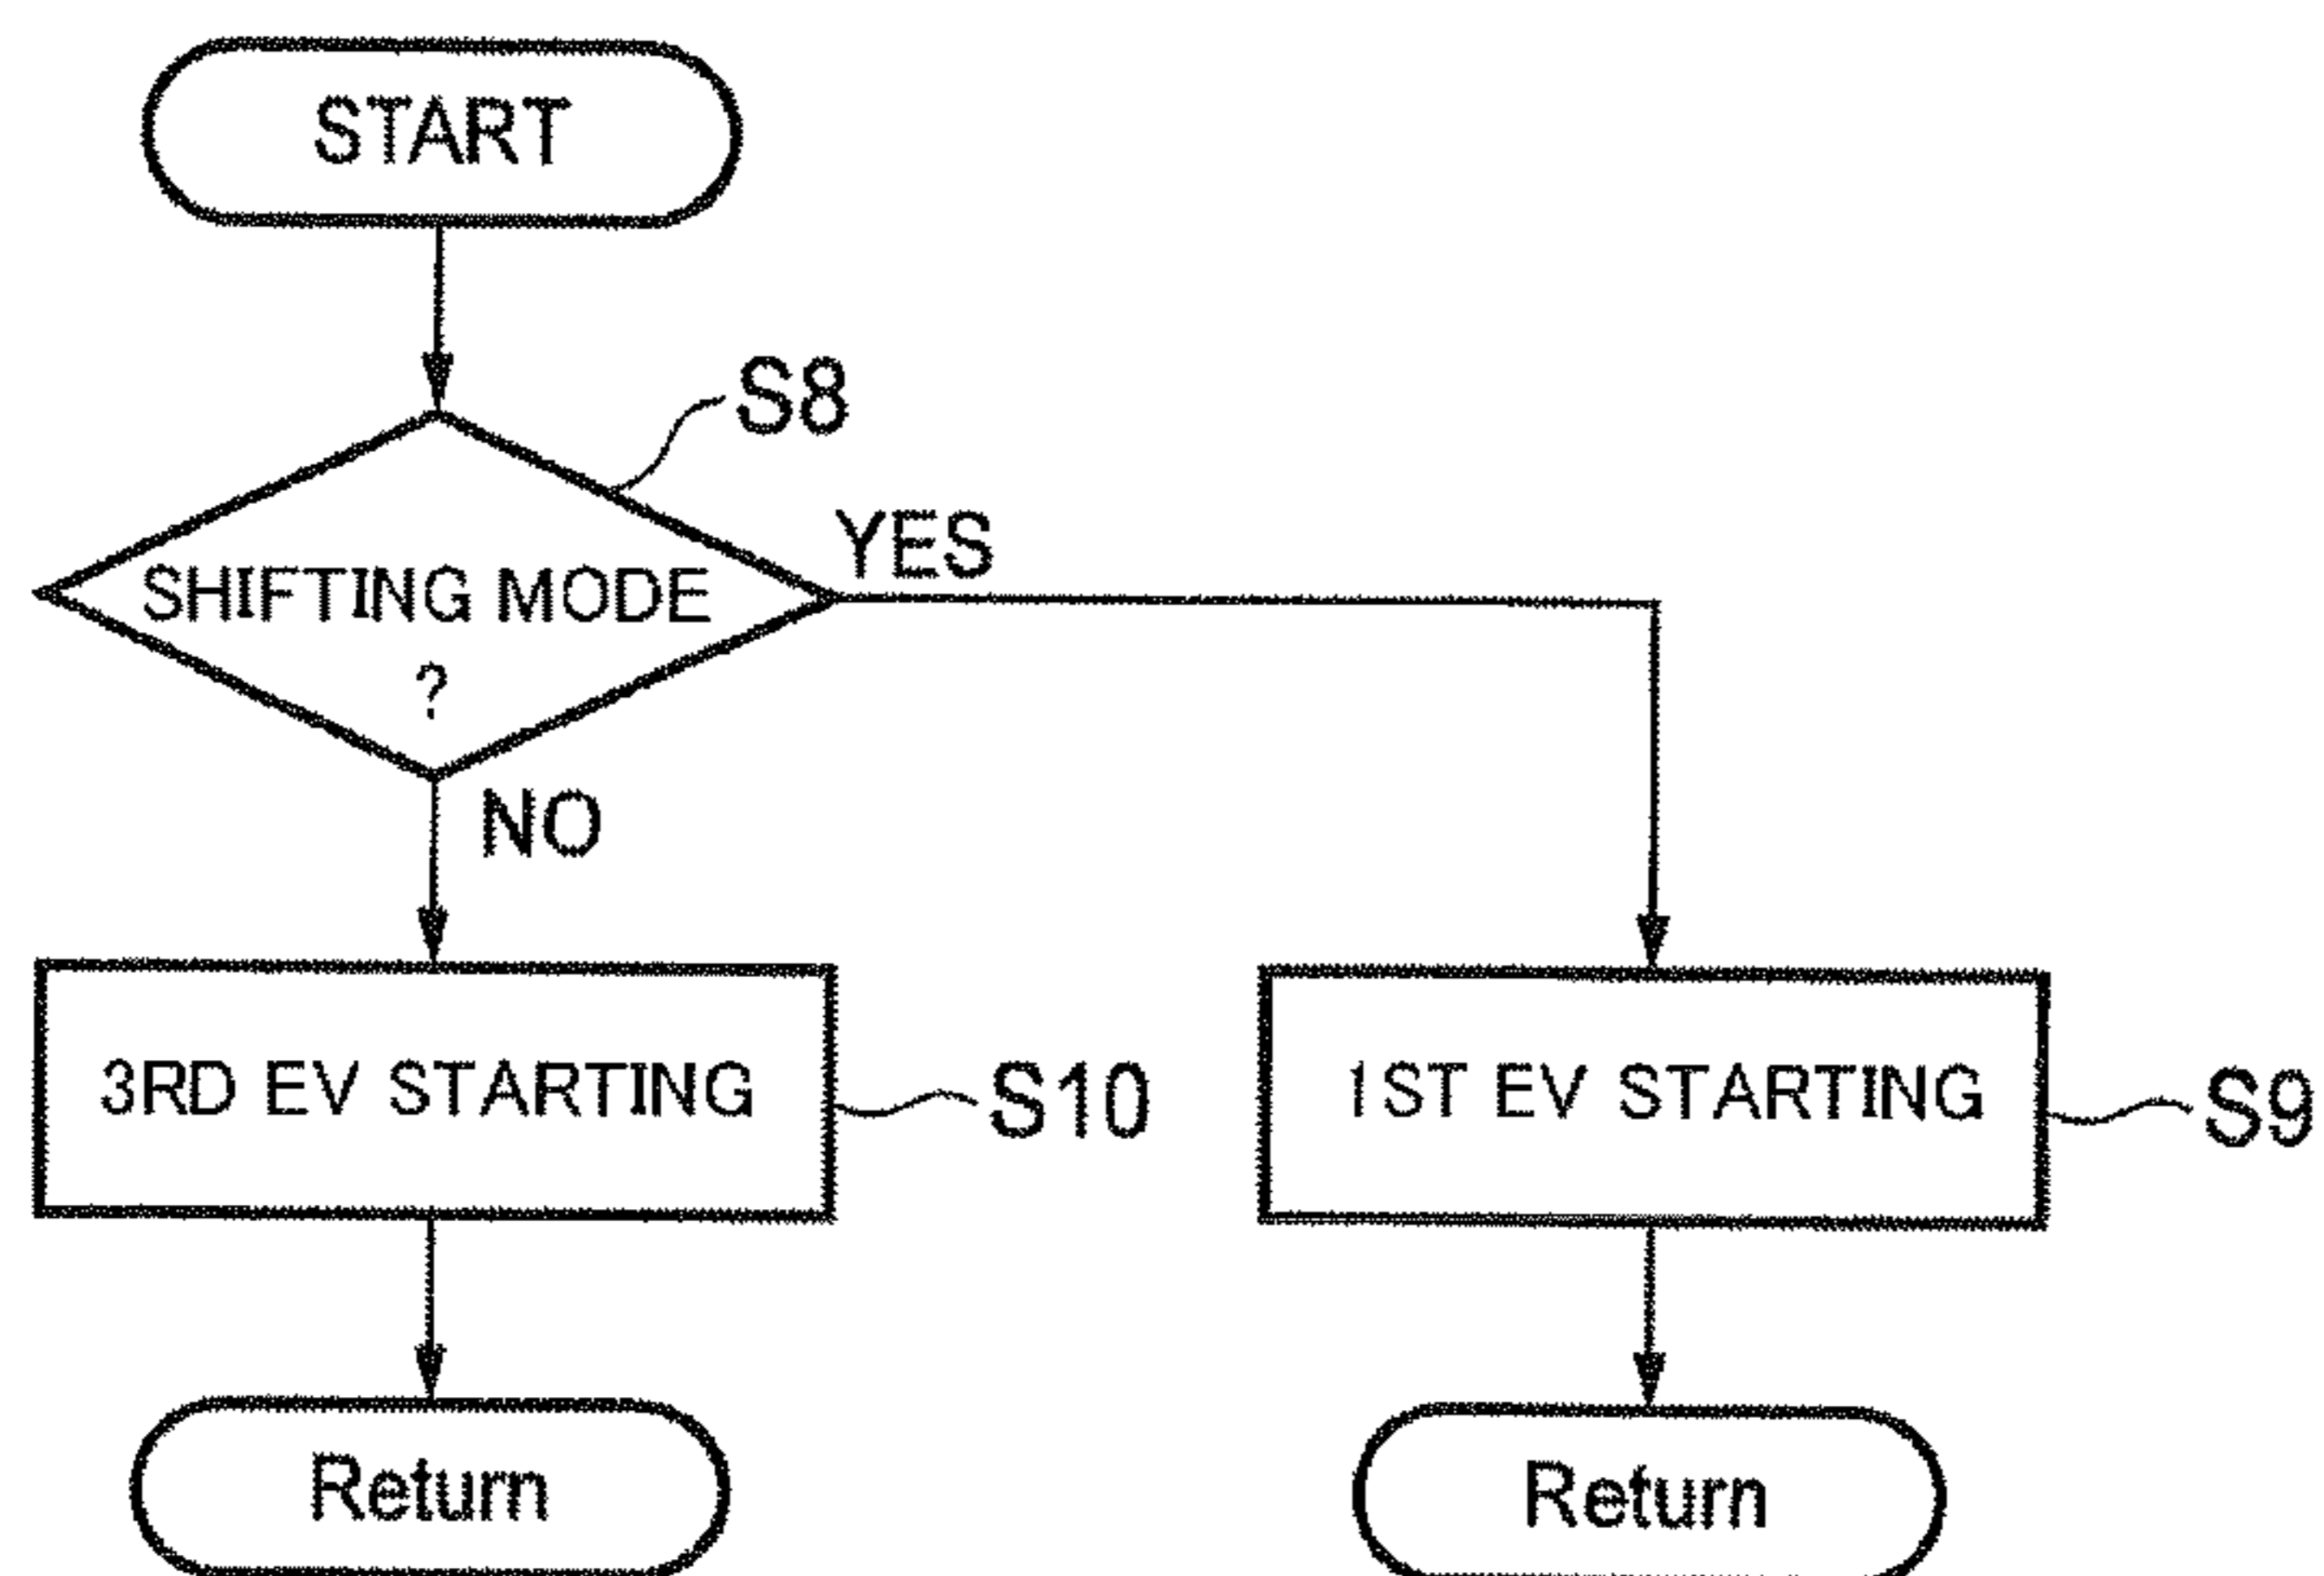 START
S8
YES
SHIFTING MODE
?
NO
3RD EV STARTING
S10
1ST EV STARTING
S9
Return
Return